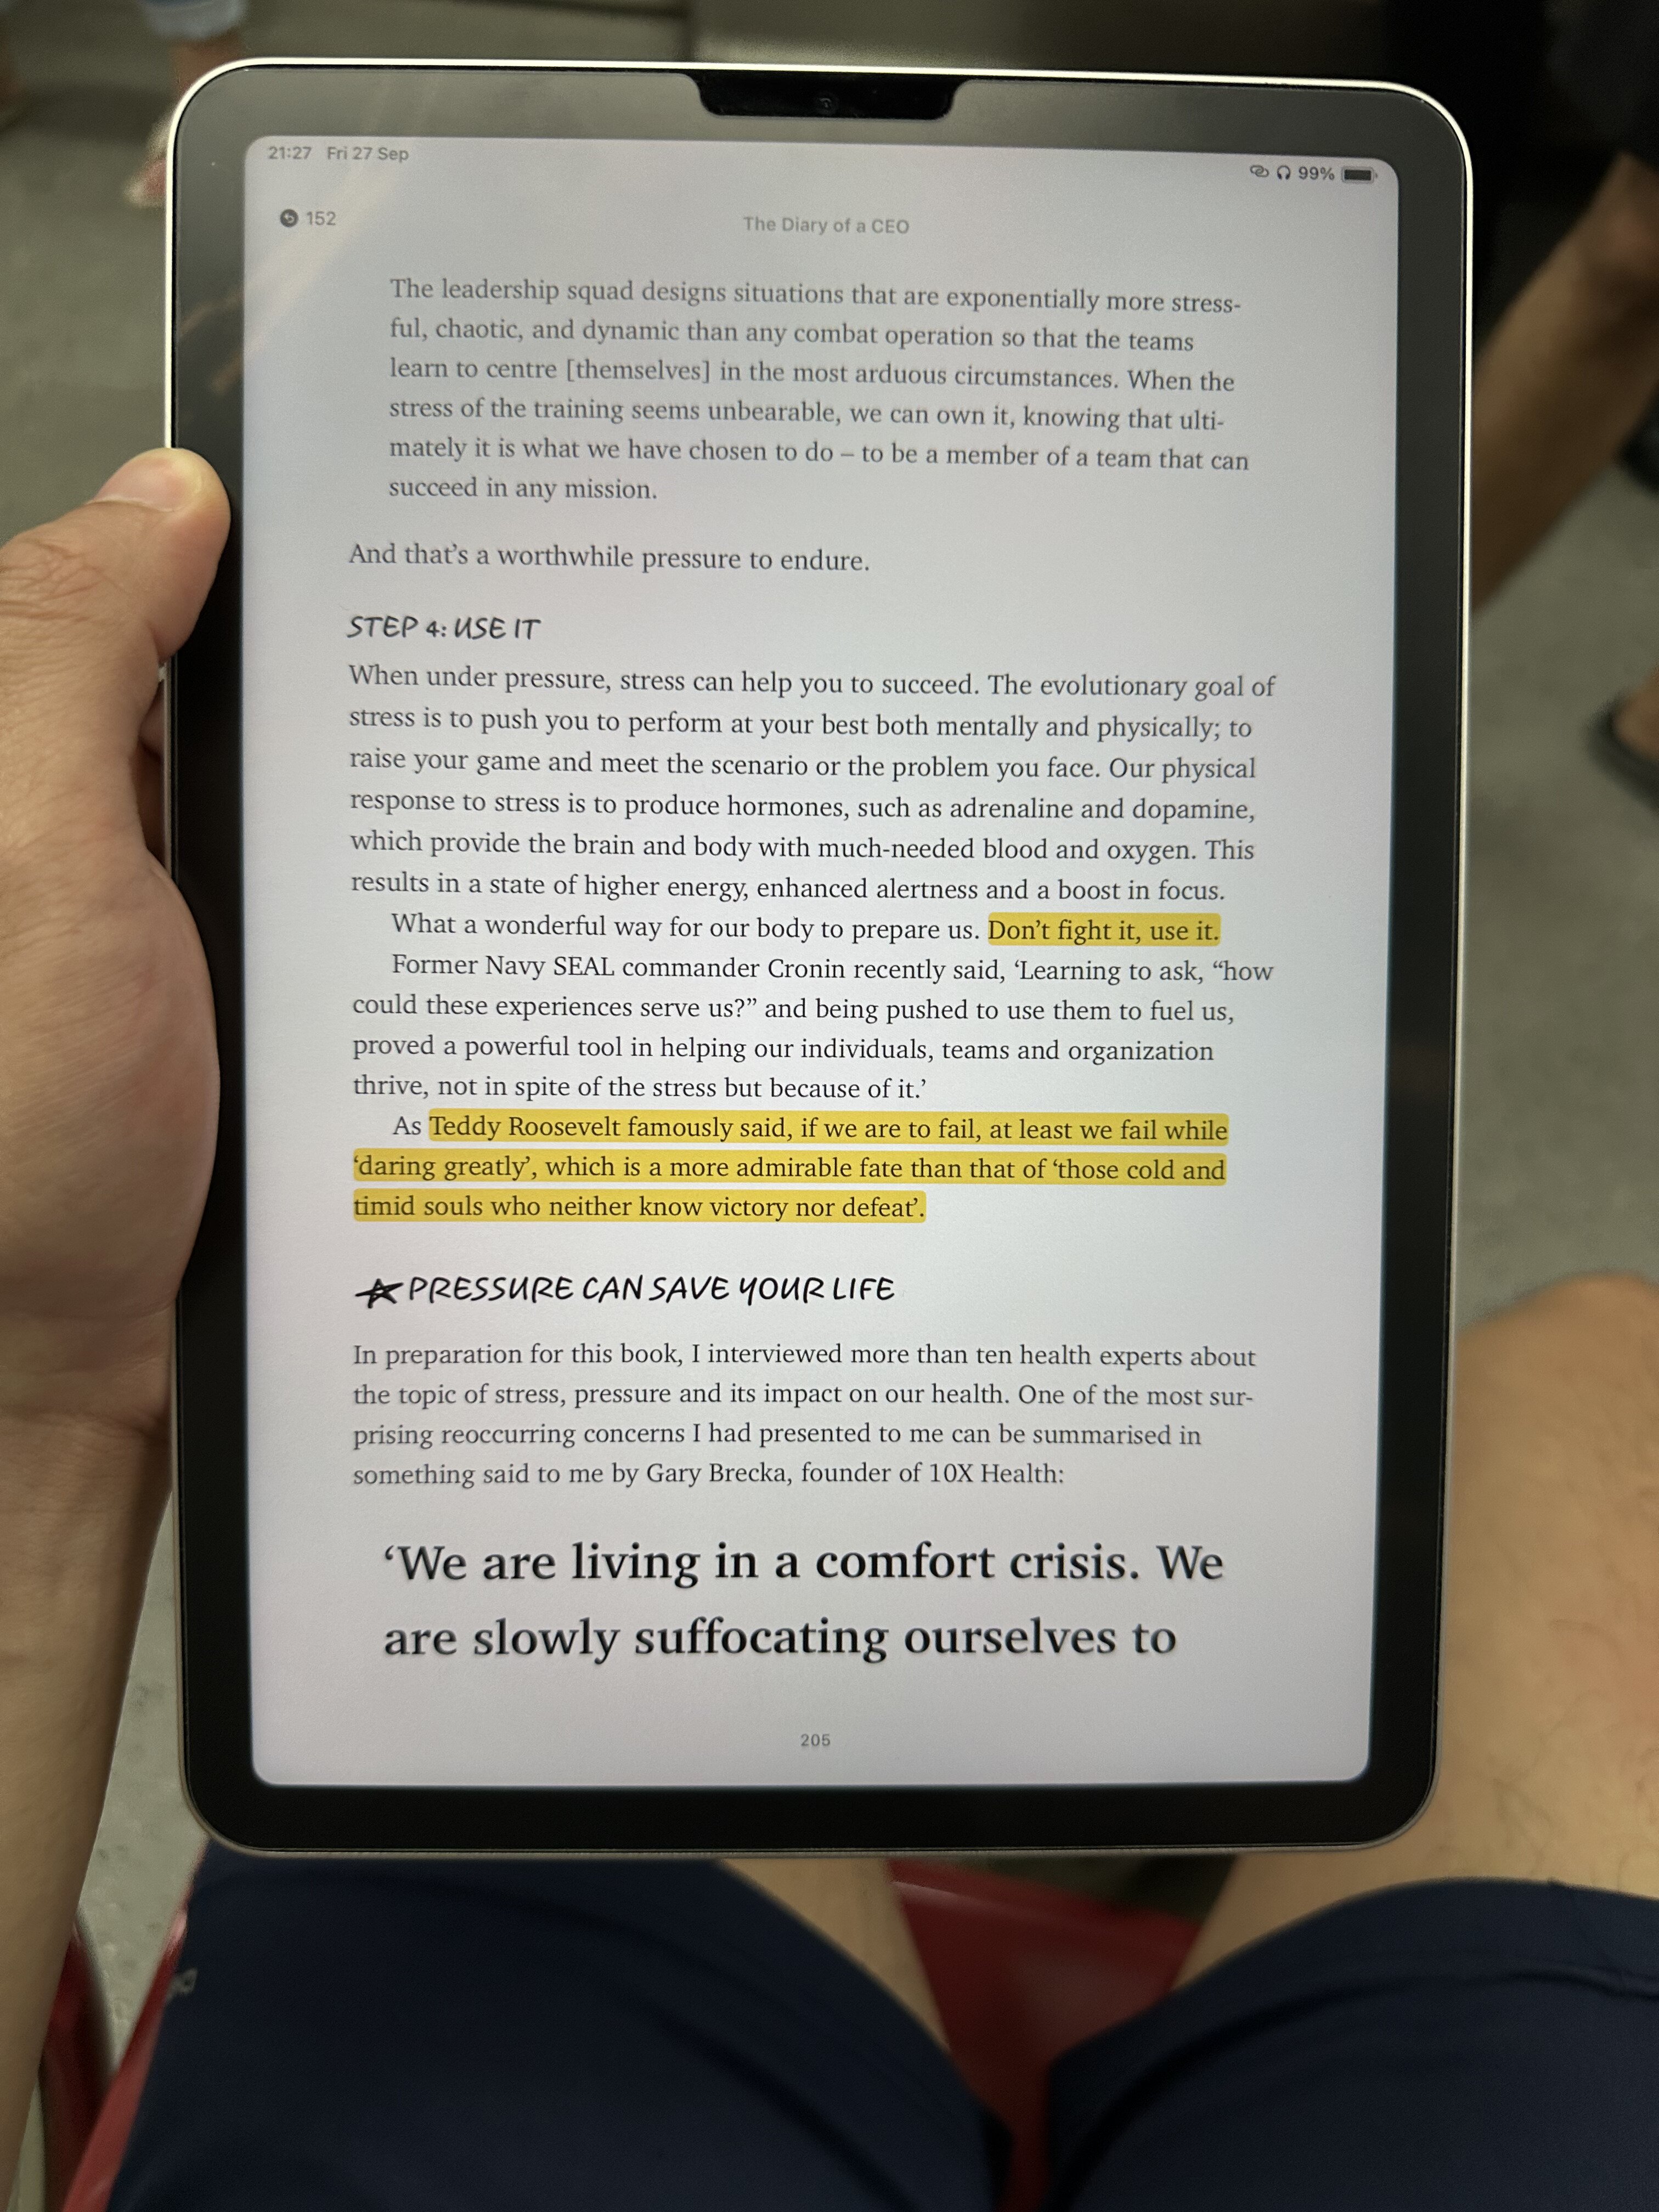 21:27 Fri 27 Sep
99%
152
The Diary of a CEO
The leadership squad designs situations that are exponentially more stress-
ful, chaotic, and dynamic than any combat operation so that the teams
learn to centre [themselves] in the most arduous circumstances. When the
stress of the training seems unbearable, we can own it, knowing that ulti-
mately it is what we have chosen to do – to be a member of a team that can
succeed in any mission.
And that’s a worthwhile pressure to endure.
STEP 4: USE IT
When under pressure, stress can help you to succeed. The evolutionary goal of
stress is to push you to perform at your best both mentally and physically; to
raise your game and meet the scenario or the problem you face. Our physical
response to stress is to produce hormones, such as adrenaline and dopamine,
which provide the brain and body with much-needed blood and oxygen. This
results in a state of higher energy, enhanced alertness and a boost in focus.
What a wonderful way for our body to prepare us. Don’t fight it, use it.
Former Navy SEAL commander Cronin recently said, ‘Learning to ask, “how
could these experiences serve us?” and being pushed to use them to fuel us,
proved a powerful tool in helping our individuals, teams and organization
thrive, not in spite of the stress but because of it.’
As Teddy Roosevelt famously said, if we are to fail, at least we fail while
‘daring greatly’, which is a more admirable fate than that of ‘those cold and
timid souls who neither know victory nor defeat’.
PRESSURE CAN SAVE YOUR LIFE
In preparation for this book, I interviewed more than ten health experts about
the topic of stress, pressure and its impact on our health. One of the most sur-
prising reoccurring concerns I had presented to me can be summarised in
something said to me by Gary Brecka, founder of 10X Health:
‘We are living in a comfort crisis. We
are slowly suffocating ourselves to
205